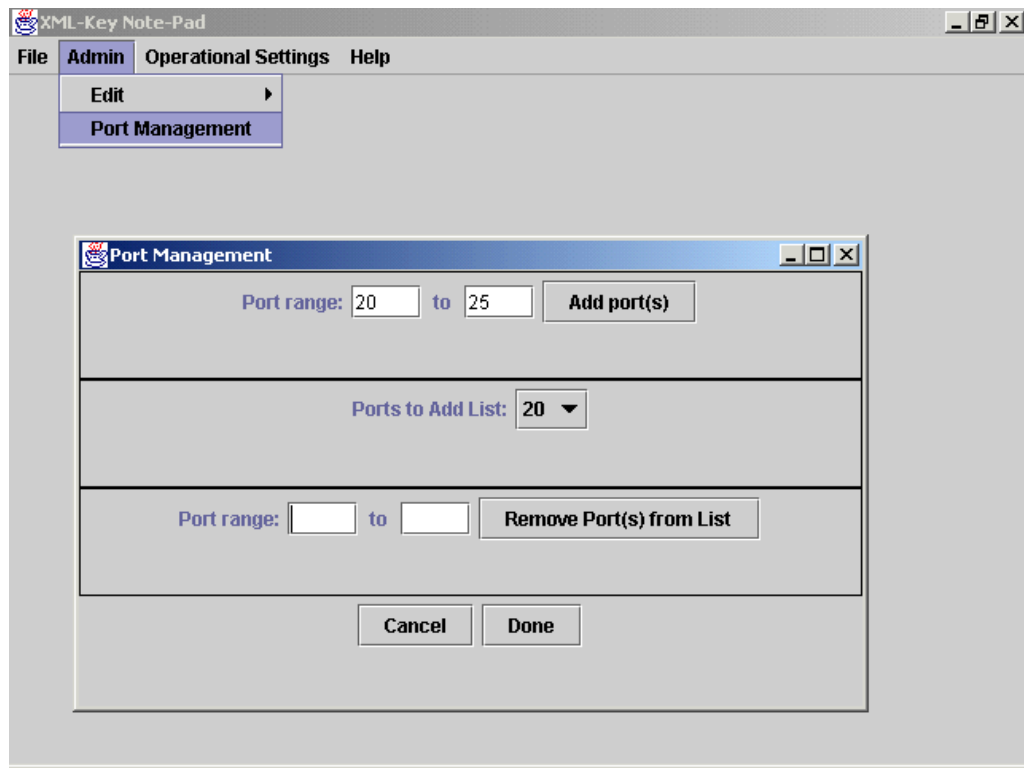 XML-Key Note-Pad
File Admin Operational Settings Help
Edit
Port Management
Port Management
Port range: 20 to 25 Add port(s)
Ports to Add List: 20
Port range: to Remove Port(s) from List
Cancel Done